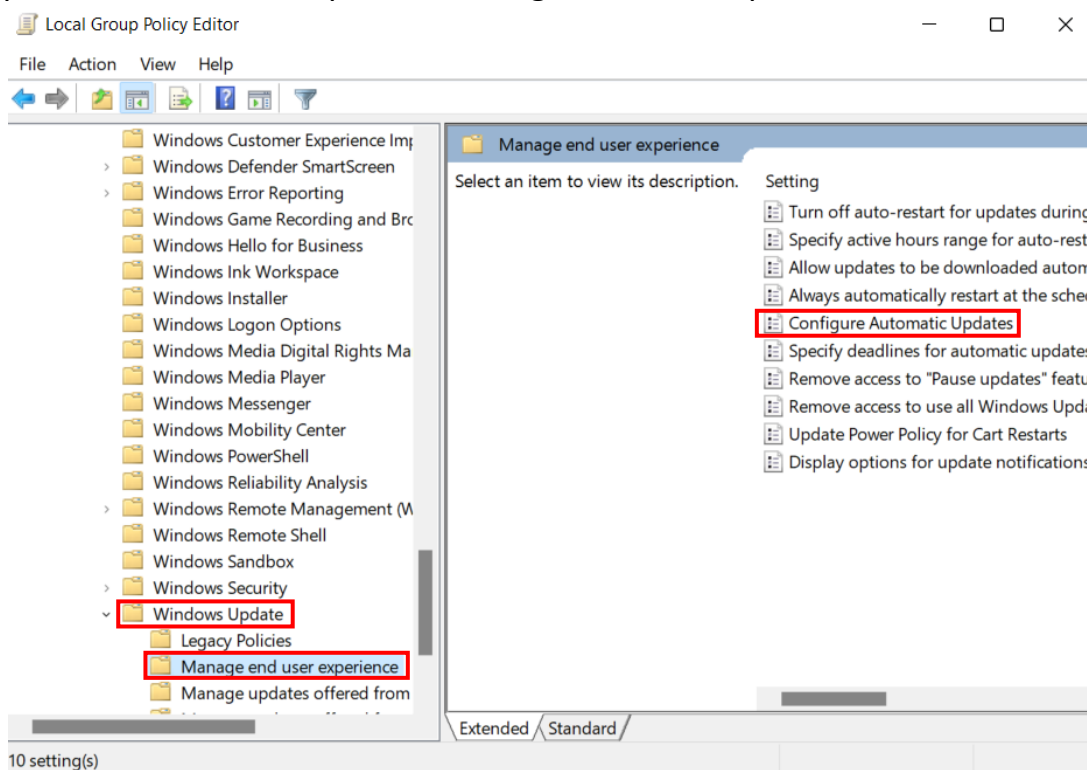 Local Group Policy Editor
File Action View Help
Windows Customer Experience Imp
Windows Defender SmartScreen
Windows Error Reporting
Windows Game Recording and Brc
Windows Hello for Business
Windows Ink Workspace
Windows Installer
Windows Logon Options
Windows Media Digital Rights Ma
Windows Media Player
Windows Messenger
Windows Mobility Center
Windows PowerShell
Windows Reliability Analysis
Windows Remote Management (W
Windows Remote Shell
Windows Sandbox
Windows Security
Windows Update
Legacy Policies
Manage end user experience
Manage updates offered from
Manage end user experience
Select an item to view its description.
Setting
Turn off auto-restart for updates during
Specify active hours range for auto-rest
Allow updates to be downloaded autom
Always automatically restart at the sche
Configure Automatic Updates
Specify deadlines for automatic updates
Remove access to "Pause updates" featu
Remove access to use all Windows Upda
Update Power Policy for Cart Restarts
Display options for update notifications
Extended Standard
10 setting(s)